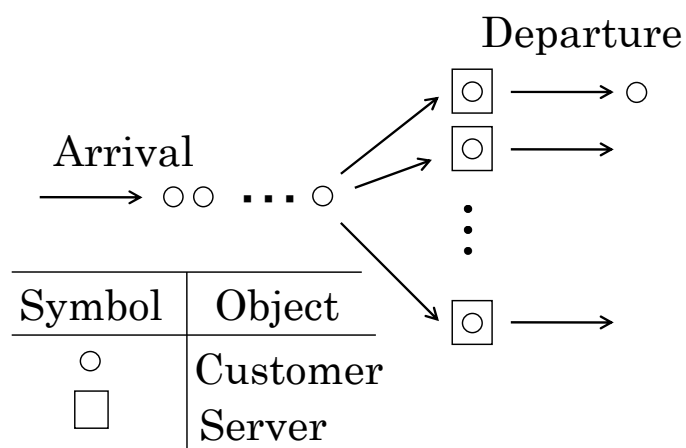 Departure
Arrival
Symbol Object
Customer
Server